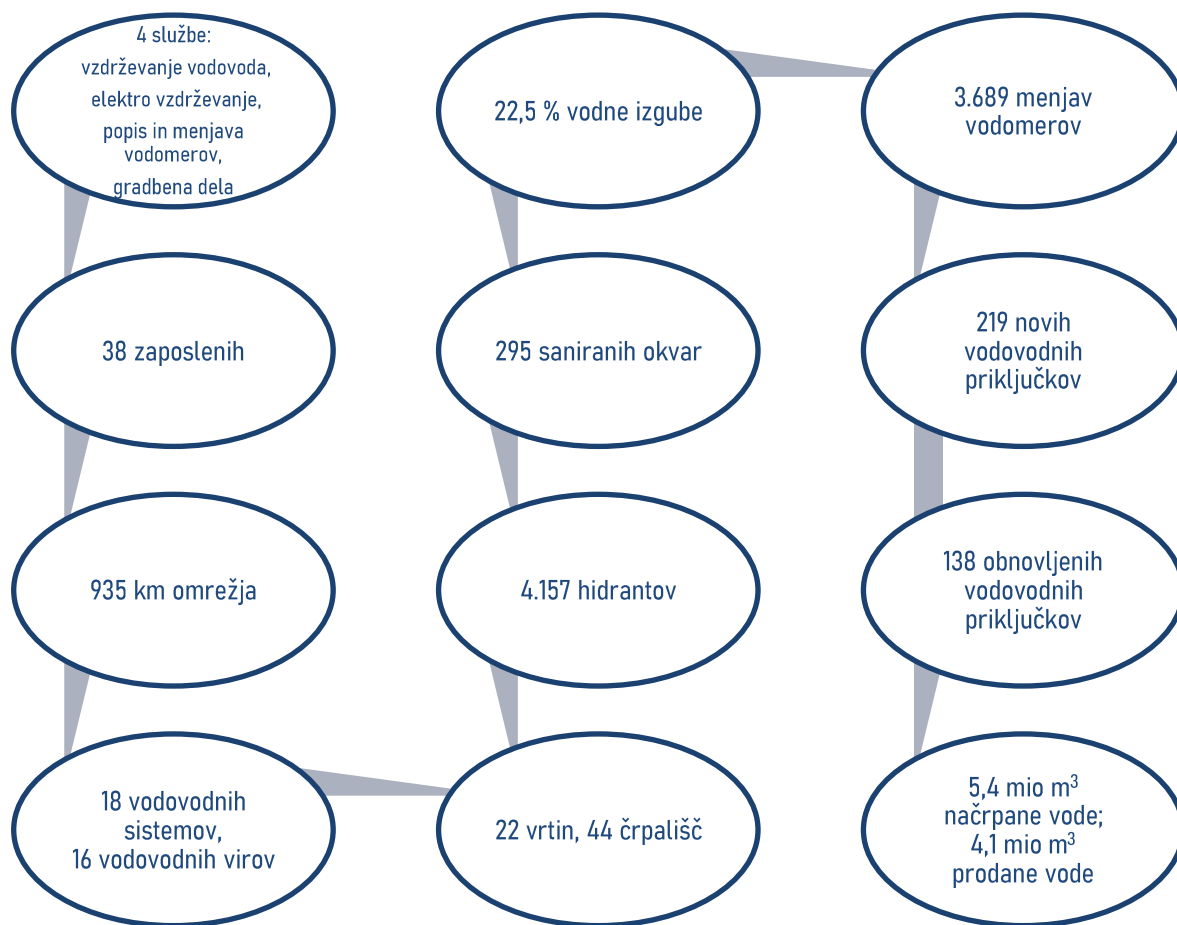 4 službe:
vzdrževanje vodovoda,
elektro vzdrževanje,
popis in menjava
vodomerov,
gradbena dela
38 zaposlenih
935 km omrežja
18 vodovodnih
sistemov,
16 vodovodnih virov
22 vrtin, 44 črpališč
4.157 hidrantov
295 saniranih okvar
22,5 % vodne izgube
3.689 menjav
vodomerov
219 novih
vodovodnih
priključkov
138 obnovljenih
vodovodnih
priključkov
5,4 mio m³
načrpane vode;
4,1 mio m³
prodane vode